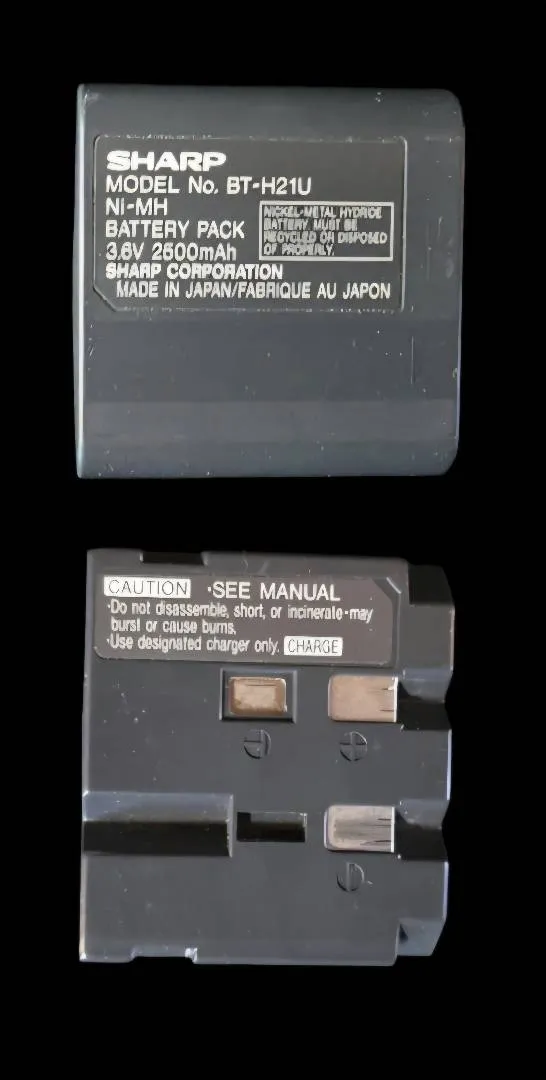 SHARP
MODEL No. BT-H21U
Ni-MH
BATTERY PACK
3.6V 2500mAh
NICKEL-METAL HYDRIDE
BATTERY MUST BE
RECYCLED OR DISPOSED
OF PROPERLY.
SHARP CORPORATION
MADE IN JAPAN/FABRIQUE AU JAPON
CAUTION ·SEE MANUAL
·Do not disassemble, short, or incinerate-may
burst or cause burns.
·Use designated charger only. CHARGE